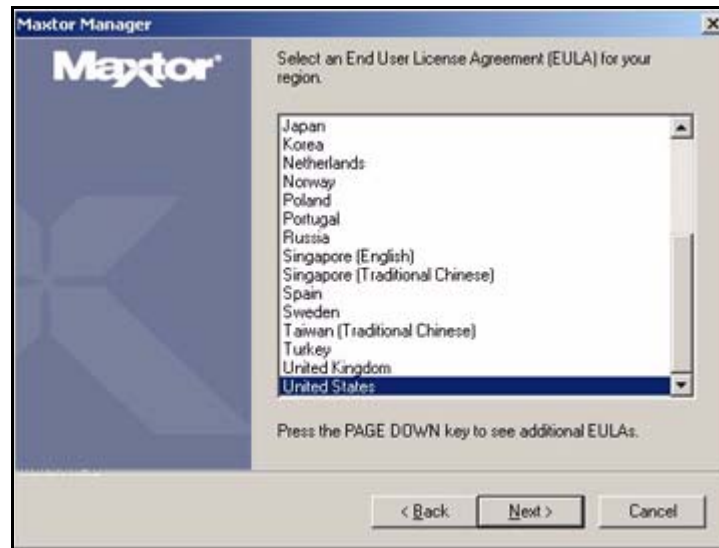 Maxtor Manager
Maxtor
Select an End User License Agreement (EULA) for your
region.
Japan
Korea
Netherlands
Norway
Poland
Portugal
Russia
Singapore (English)
Singapore (Traditional Chinese)
Spain
Sweden
Taiwan (Traditional Chinese)
Turkey
United Kingdom
United States
Press the PAGE DOWN key to see additional EULAs.
< Back
Next >
Cancel